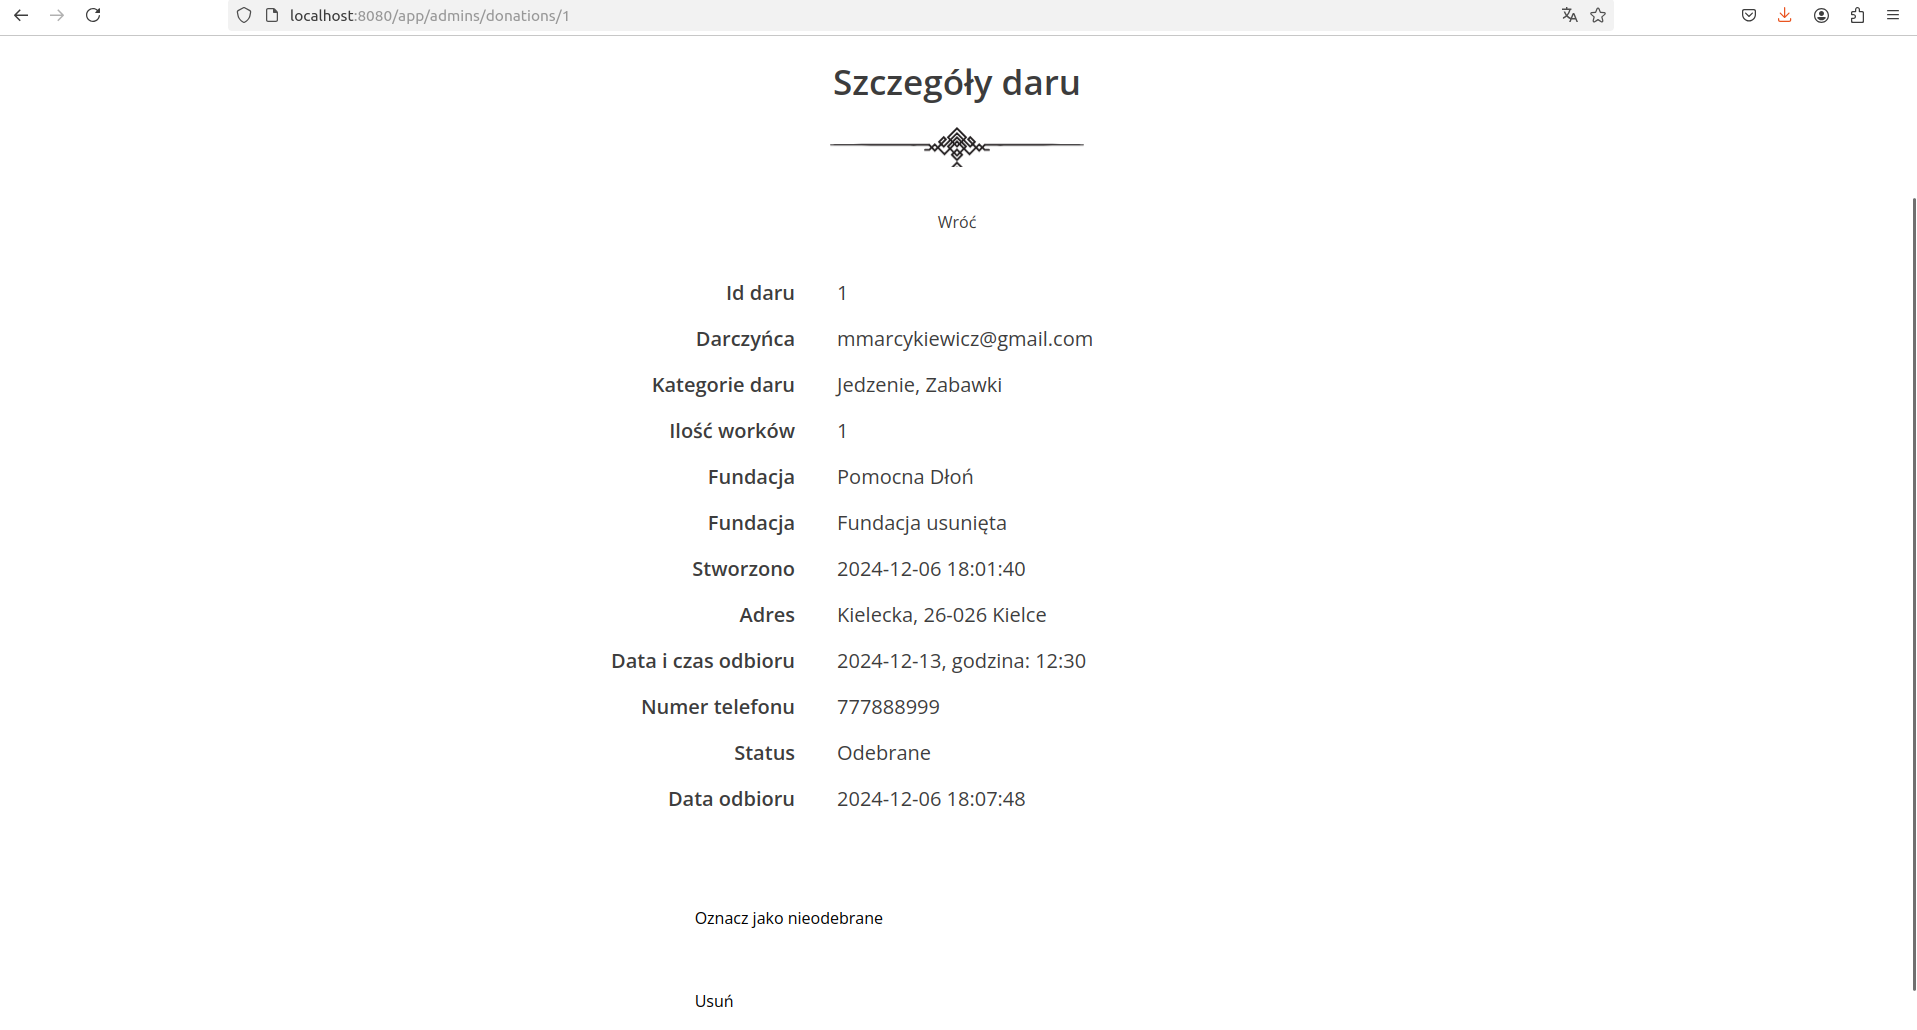 localhost:8080/app/admins/donations/1
Szczegóły daru
Wróć
Id daru 1
Darczyńca mmarcykiewicz@gmail.com
Kategorie daru Jedzenie, Zabawki
Ilość worków 1
Fundacja Pomocna Dłoń
Fundacja Fundacja usunięta
Stworzono 2024-12-06 18:01:40
Adres Kielecka, 26-026 Kielce
Data i czas odbioru 2024-12-13, godzina: 12:30
Numer telefonu 777888999
Status Odebrane
Data odbioru 2024-12-06 18:07:48
Oznacz jako nieodebrane
Usuń